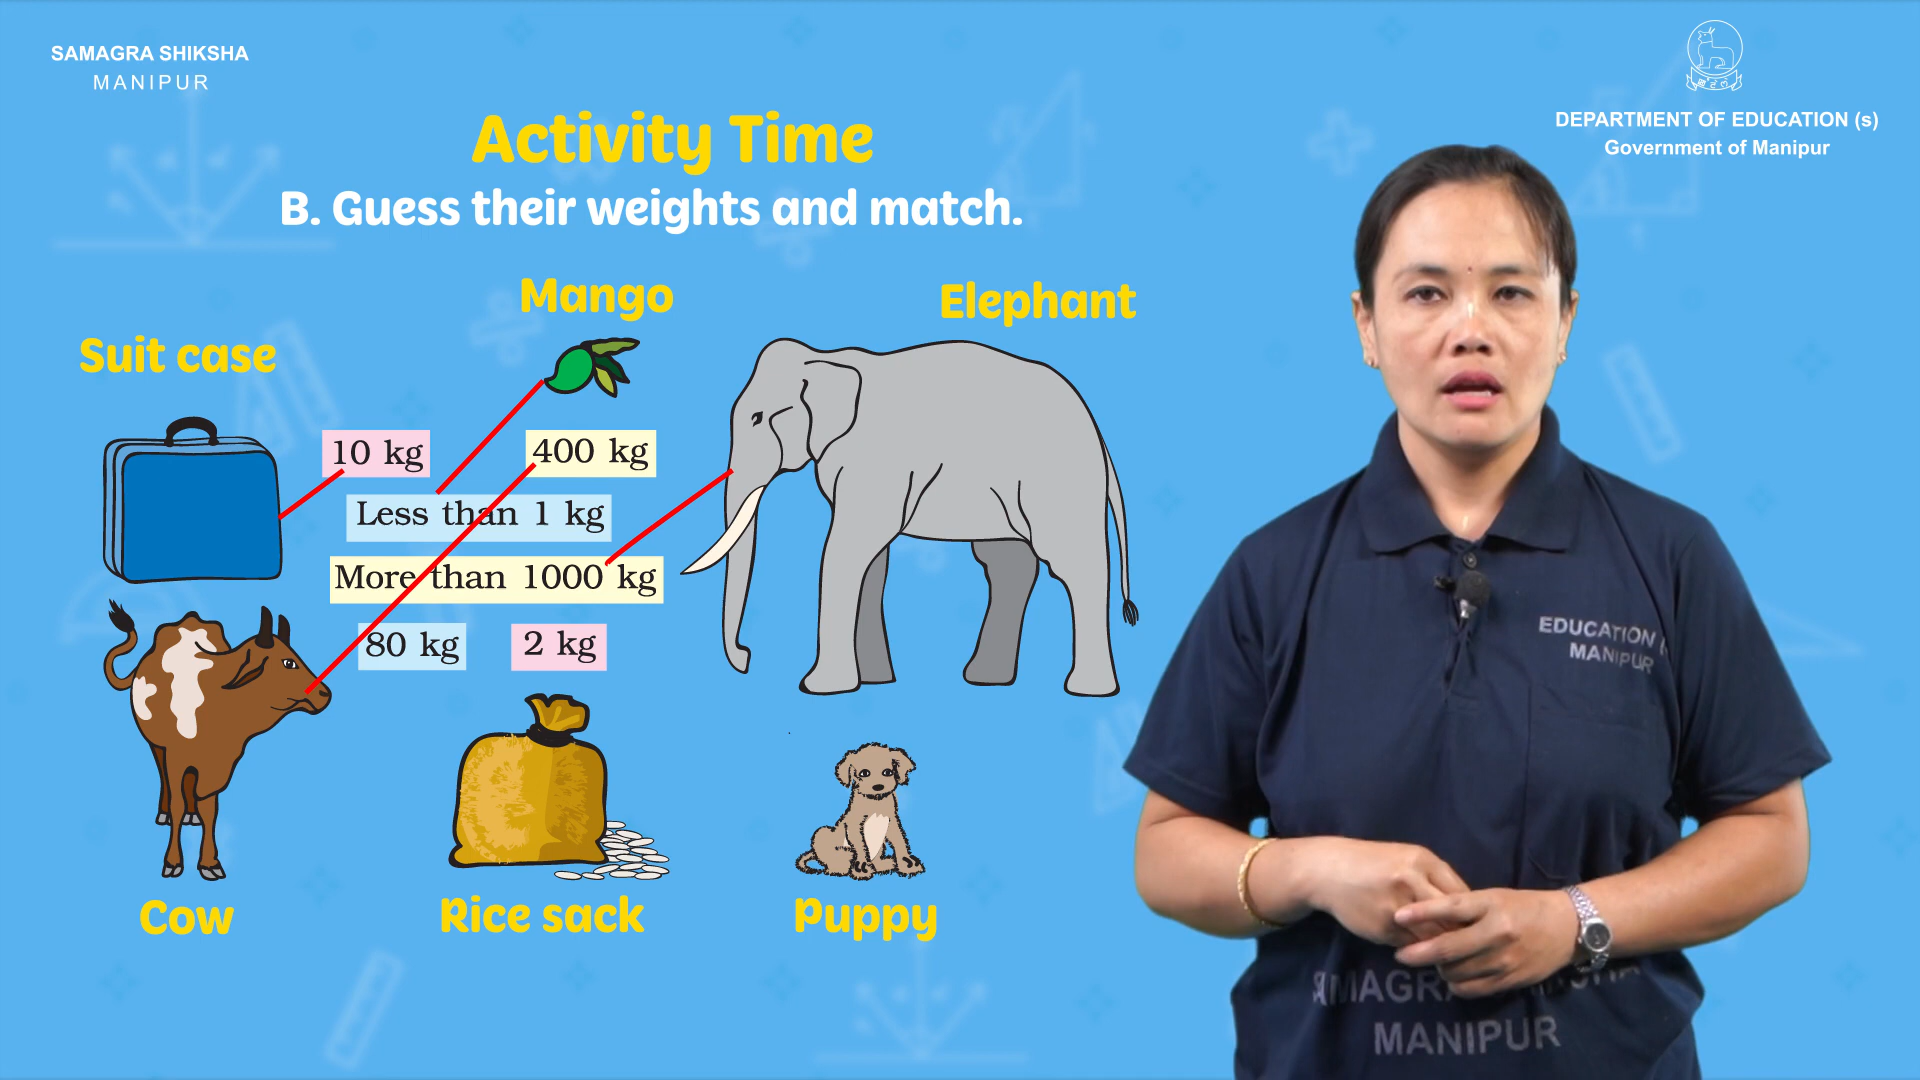 SAMAGRA SHIKSHA
MANIPUR
DEPARTMENT OF EDUCATION (s)
Government of Manipur
Activity Time
B. Guess their weights and match.
Mango
Elephant
Suit case
10 kg
400 kg
Less than 1 kg
More than 1000 kg
80 kg
2 kg
EDUCATION (
MANIPUR
Cow
Rice sack
Puppy
MANIPUR